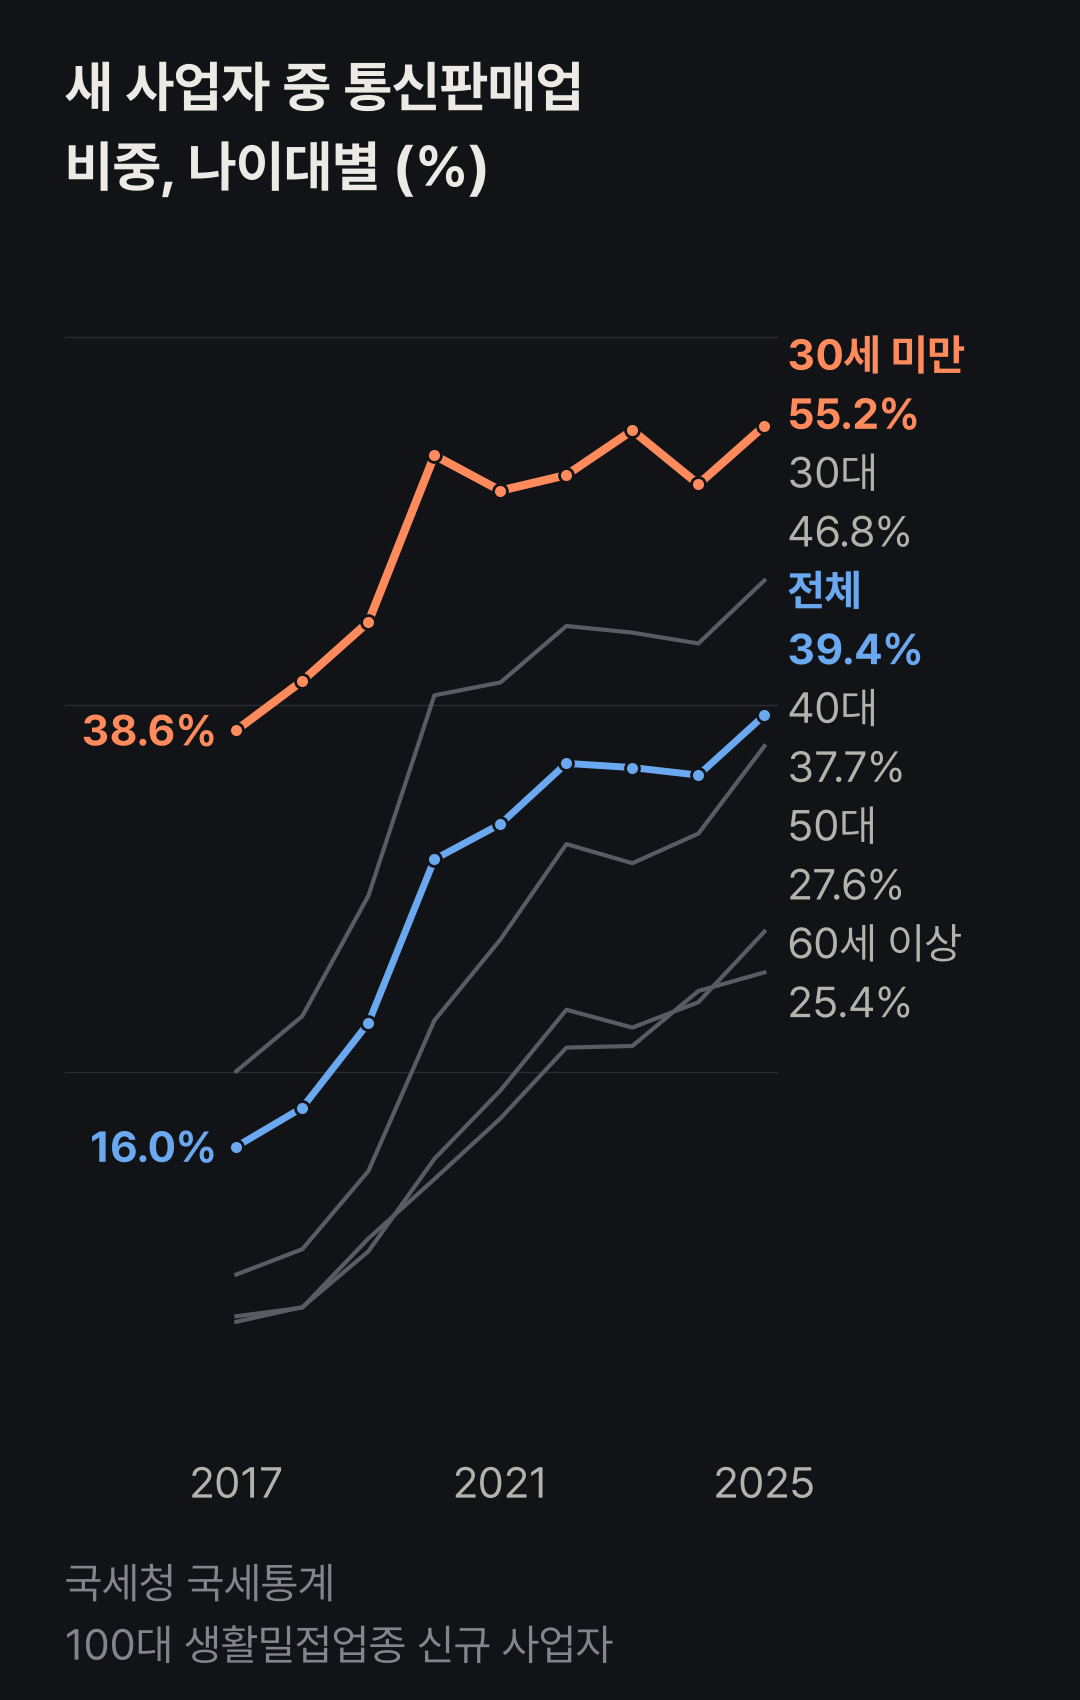 새 사업자 중 통신판매업
비중, 나이대별 (%)
30세 미만
55.2%
30대
46.8%
전체
39.4%
40대
37.7%
50대
27.6%
60세 이상
25.4%
38.6%
16.0%
2017 2021 2025
국세청 국세통계
100대 생활밀접업종 신규 사업자